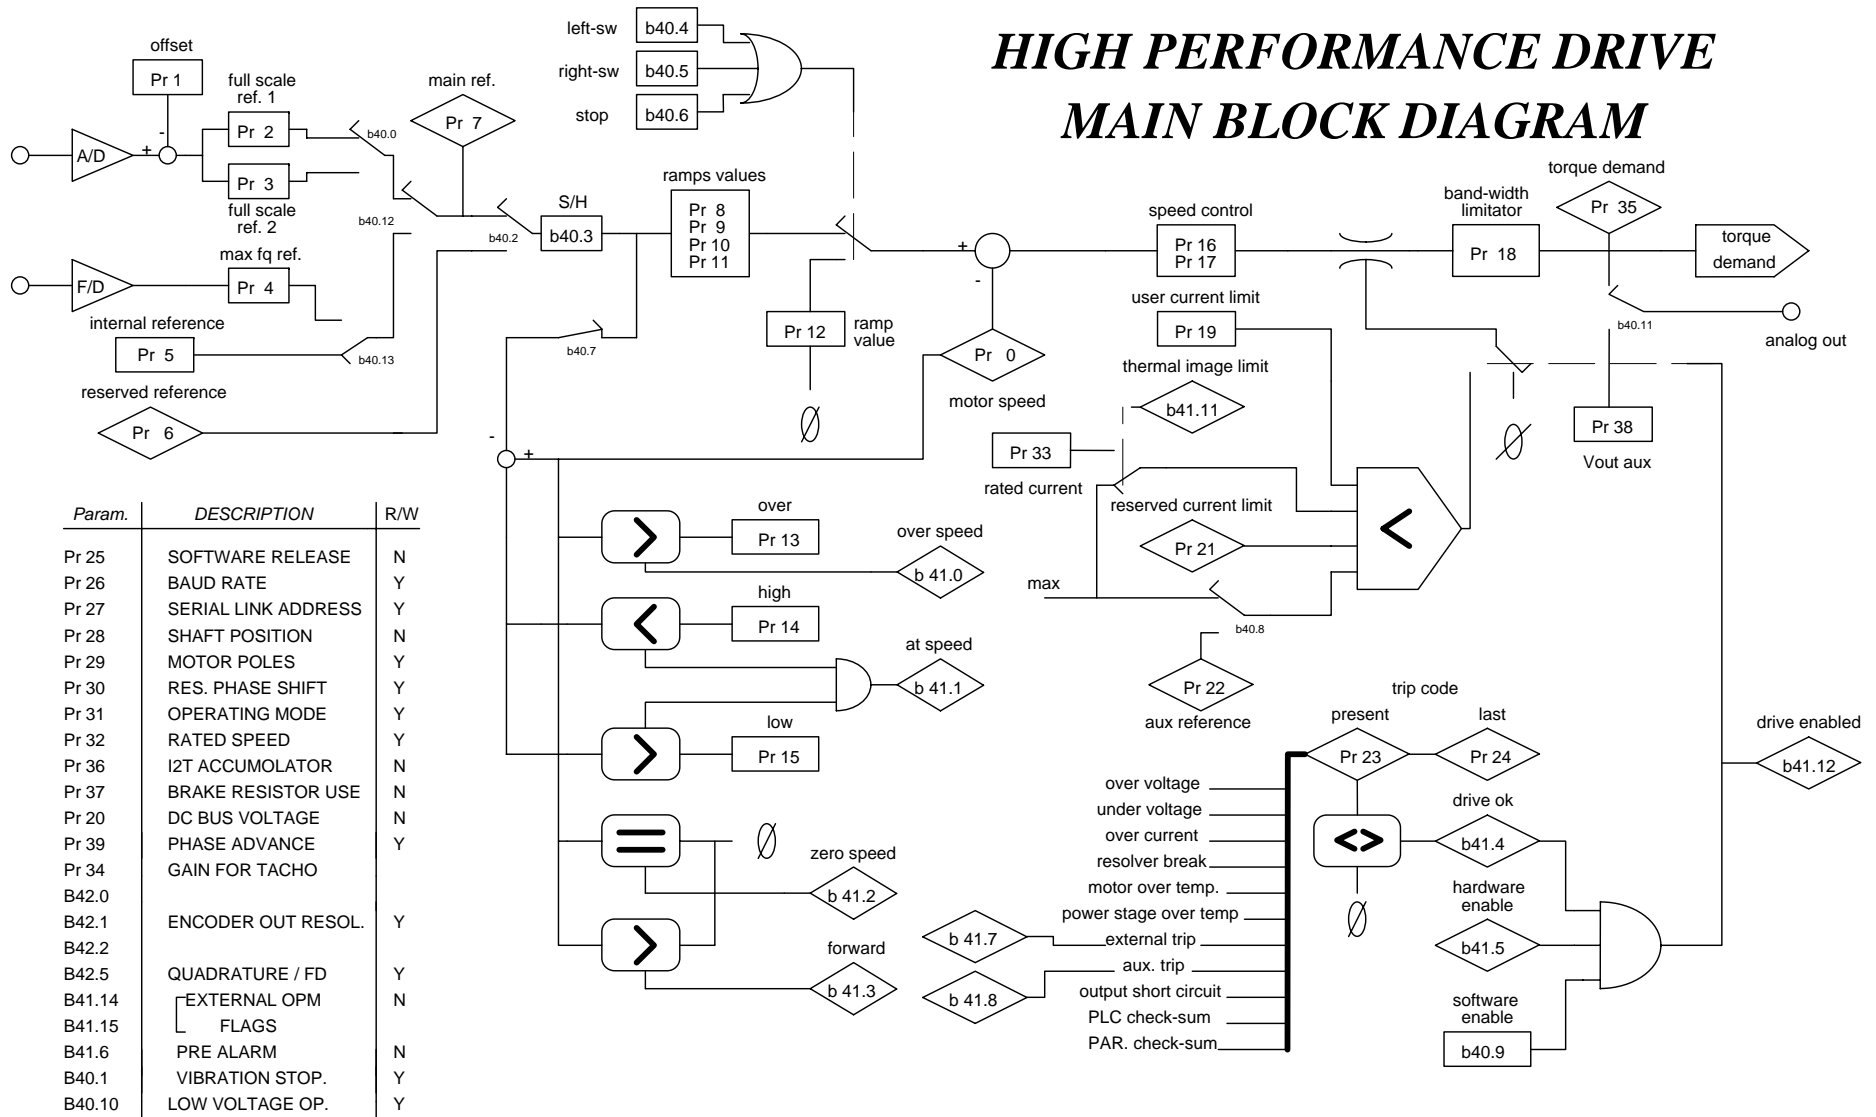 HIGH PERFORMANCE DRIVE
MAIN BLOCK DIAGRAM
offset
Pr 1
-
+
A/D
full scale
ref. 1
Pr 2
Pr 3
full scale
ref. 2
b40.0
b40.12
max fq ref.
F/D
Pr 4
internal reference
Pr 5
b40.13
reserved reference
Pr 6
main ref.
Pr 7
b40.2
S/H
b40.3
b40.7
left-sw
b40.4
right-sw
b40.5
stop
b40.6
ramps values
Pr 8
Pr 9
Pr 10
Pr 11
Pr 12
ramp
value
0
+
-
Pr 0
motor speed
speed control
Pr 16
Pr 17
user current limit
Pr 19
thermal image limit
b41.11
Pr 33
rated current
reserved current limit
Pr 21
max
b40.8
Pr 22
aux reference
<
band-width
limitator
Pr 18
torque demand
Pr 35
torque
demand
b40.11
analog out
Pr 38
Vout aux
0
-
+
over
>
Pr 13
over speed
b 41.0
high
<
Pr 14
at speed
b 41.1
low
>
Pr 15
=
0
zero speed
b 41.2
>
forward
b 41.3
trip code
present
last
Pr 23
Pr 24
over voltage
under voltage
over current
resolver break
motor over temp.
power stage over temp
b 41.7
external trip
b 41.8
aux. trip
output short circuit
PLC check-sum
PAR. check-sum
<>
0
drive ok
b41.4
hardware
enable
b41.5
software
enable
b40.9
drive enabled
b41.12
Param. DESCRIPTION R/W
Pr 25 SOFTWARE RELEASE N
Pr 26 BAUD RATE Y
Pr 27 SERIAL LINK ADDRESS Y
Pr 28 SHAFT POSITION N
Pr 29 MOTOR POLES Y
Pr 30 RES. PHASE SHIFT Y
Pr 31 OPERATING MODE Y
Pr 32 RATED SPEED Y
Pr 36 I2T ACCUMOLATOR N
Pr 37 BRAKE RESISTOR USE N
Pr 20 DC BUS VOLTAGE N
Pr 39 PHASE ADVANCE Y
Pr 34 GAIN FOR TACHO
B42.0
B42.1 ENCODER OUT RESOL. Y
B42.2
B42.5 QUADRATURE / FD Y
B41.14 EXTERNAL OPM N
B41.15 FLAGS
B41.6 PRE ALARM N
B40.1 VIBRATION STOP. Y
B40.10 LOW VOLTAGE OP. Y